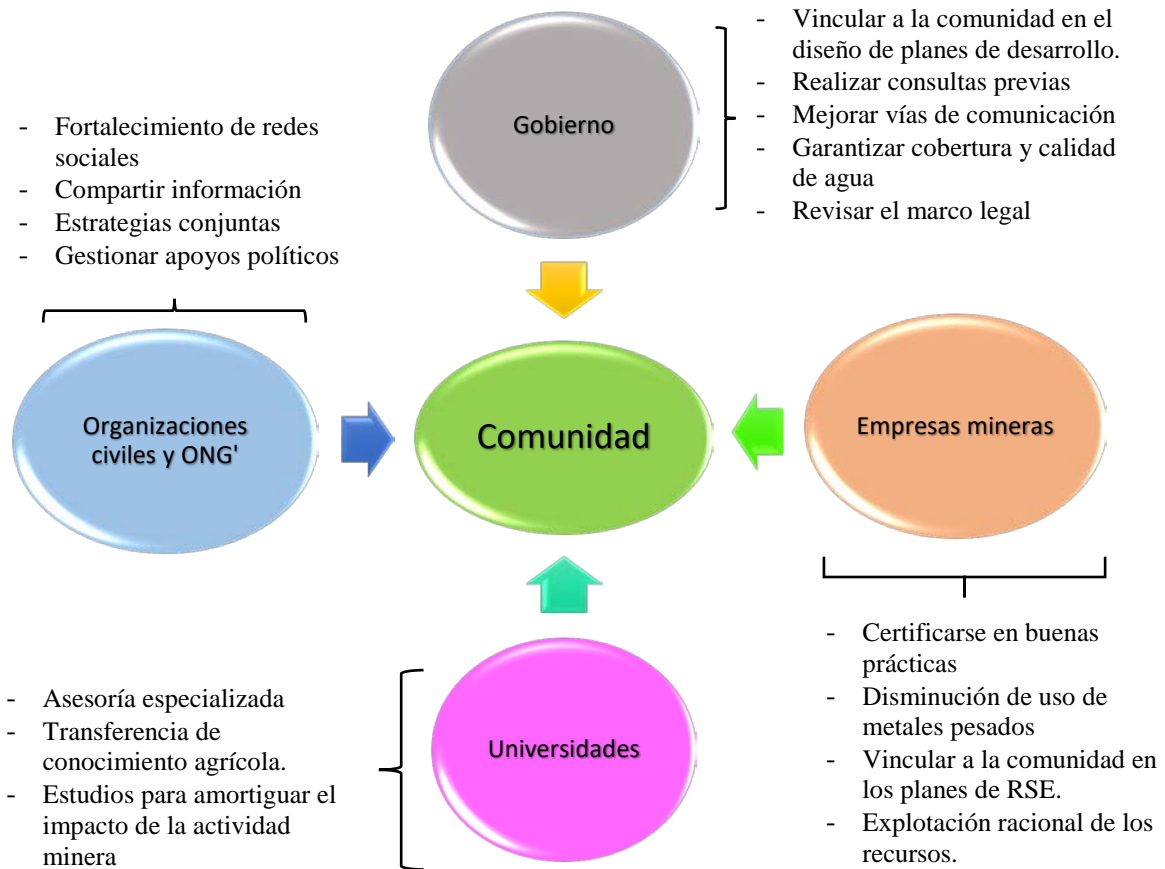 - Vincular a la comunidad en el
diseño de planes de desarrollo.
- Realizar consultas previas
- Mejorar vías de comunicación
- Garantizar cobertura y calidad
de agua
- Revisar el marco legal
Gobierno
- Fortalecimiento de redes
sociales
- Compartir información
- Estrategias conjuntas
- Gestionar apoyos políticos
Organizaciones
civiles y ONG'
Comunidad
Empresas mineras
- Certificarse en buenas
prácticas
- Disminución de uso de
metales pesados
- Vincular a la comunidad en
los planes de RSE.
- Explotación racional de los
recursos.
Universidades
- Asesoría especializada
- Transferencia de
conocimiento agrícola.
- Estudios para amortiguar el
impacto de la actividad
minera